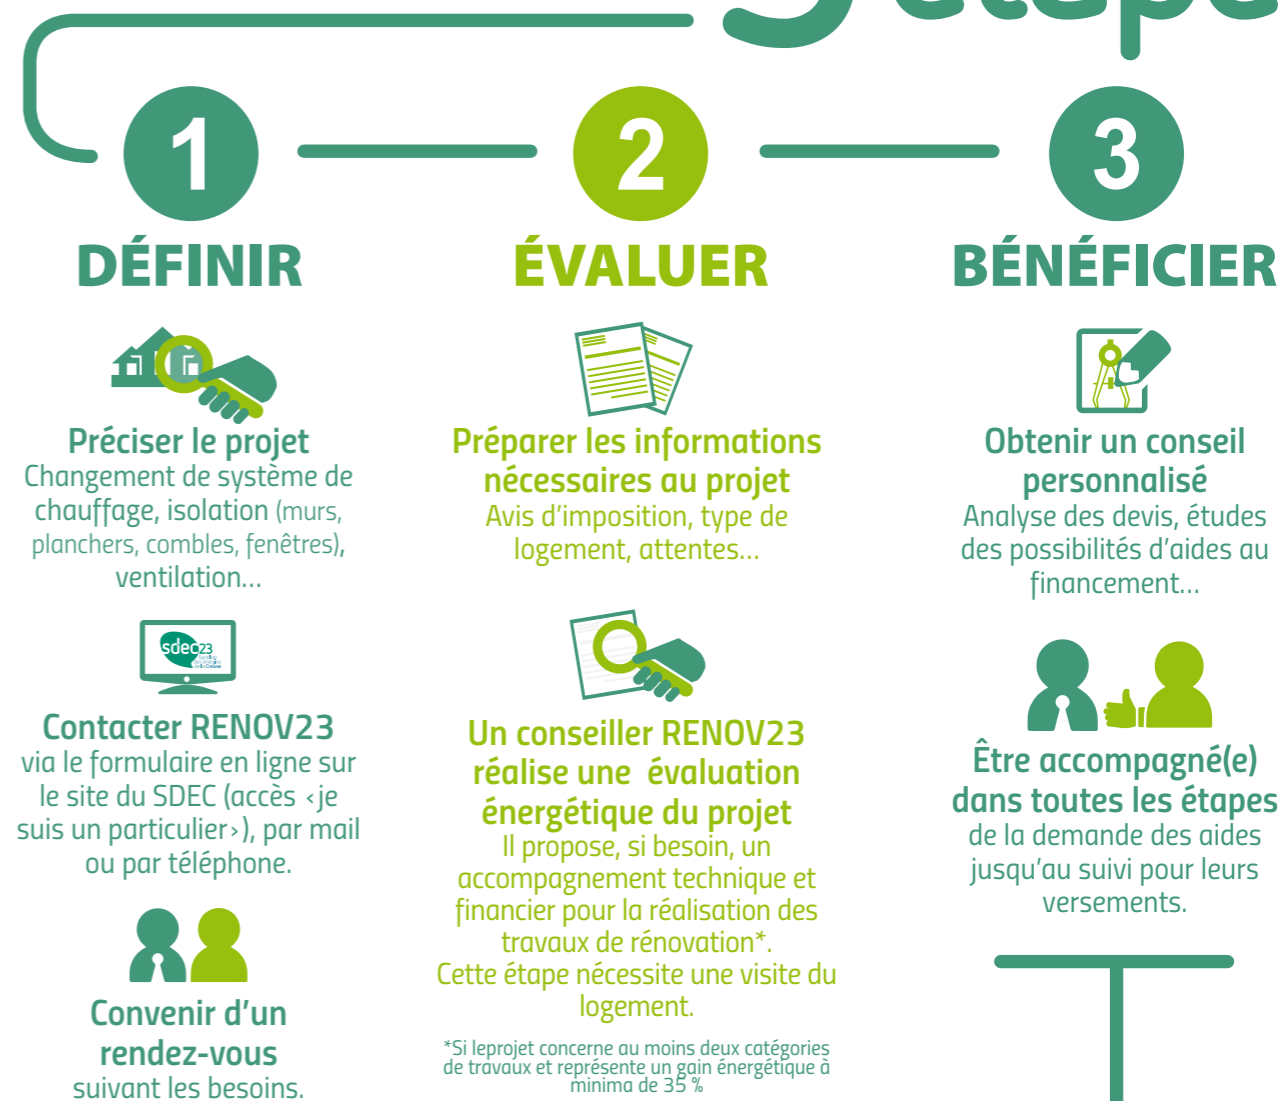 étape
1
DÉFINIR
Préciser le projet
Changement de système de
chauffage, isolation (murs,
planchers, combles, fenêtres),
ventilation...
sdec23
Contacter RENOV23
via le formulaire en ligne sur
le site du SDEC (accès ‹je
suis un particulier›), par mail
ou par téléphone.
Convenir d’un
rendez-vous
suivant les besoins.
2
ÉVALUER
Préparer les informations
nécessaires au projet
Avis d’imposition, type de
logement, attentes...
Un conseiller RENOV23
réalise une évaluation
énergétique du projet
Il propose, si besoin, un
accompagnement technique et
financier pour la réalisation des
travaux de rénovation*.
Cette étape nécessite une visite du
logement.
*Si leprojet concerne au moins deux catégories
de travaux et représente un gain énergétique à
minima de 35 %
3
BÉNÉFICIER
Obtenir un conseil
personnalisé
Analyse des devis, études
des possibilités d’aides au
financement...
Être accompagné(e)
dans toutes les étapes
de la demande des aides
jusqu’au suivi pour leurs
versements.